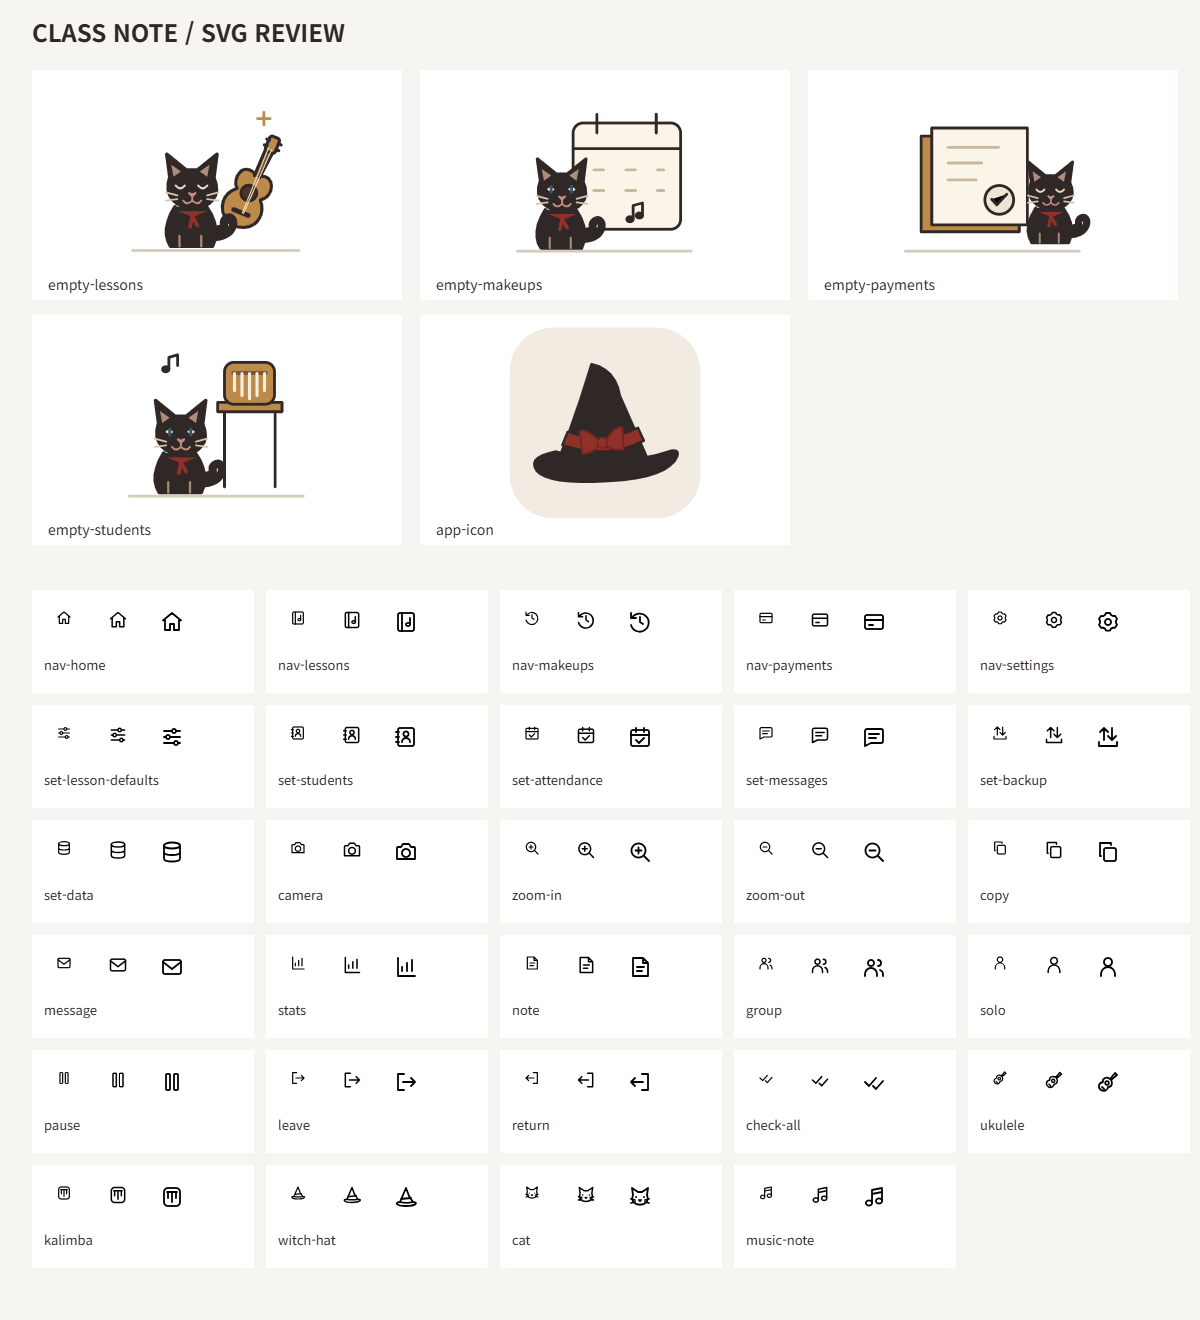 CLASS NOTE / SVG REVIEW
empty-lessons
empty-makeups
empty-payments
empty-students
app-icon
nav-home
nav-lessons
nav-makeups
nav-payments
nav-settings
set-lesson-defaults
set-students
set-attendance
set-messages
set-backup
set-data
camera
zoom-in
zoom-out
copy
message
stats
note
group
solo
pause
leave
return
check-all
ukulele
kalimba
witch-hat
cat
music-note